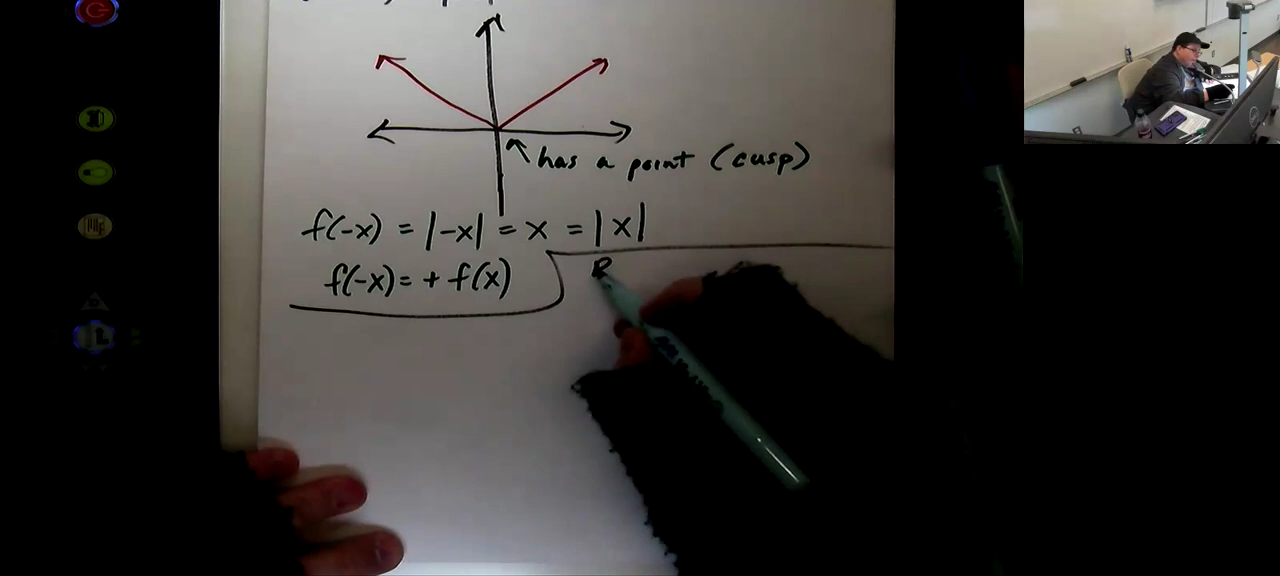 has a point (cusp)
f(-x) = |-x| = x = |x|
f(-x) = + f(x)